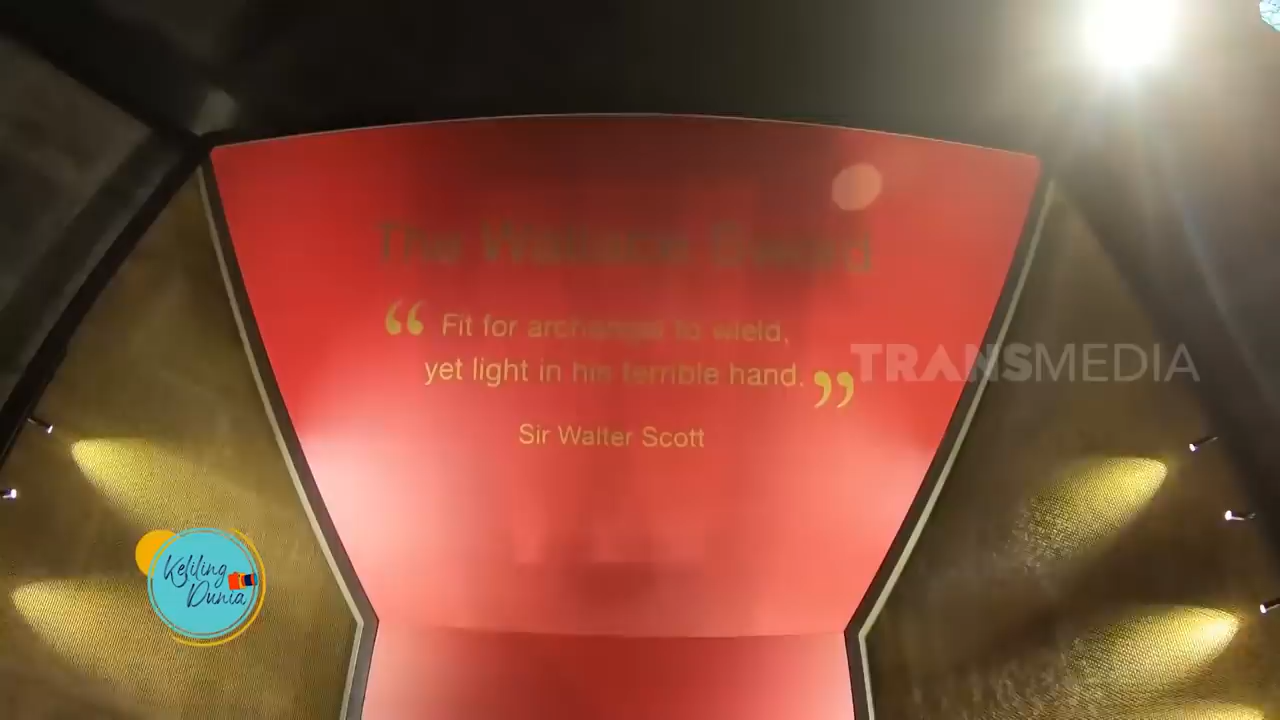 The Wallace Sword
“ Fit for archangel to wield,
yet light in his terrible hand. ”
Sir Walter Scott
TRANSMEDIA
Keliling
Dunia